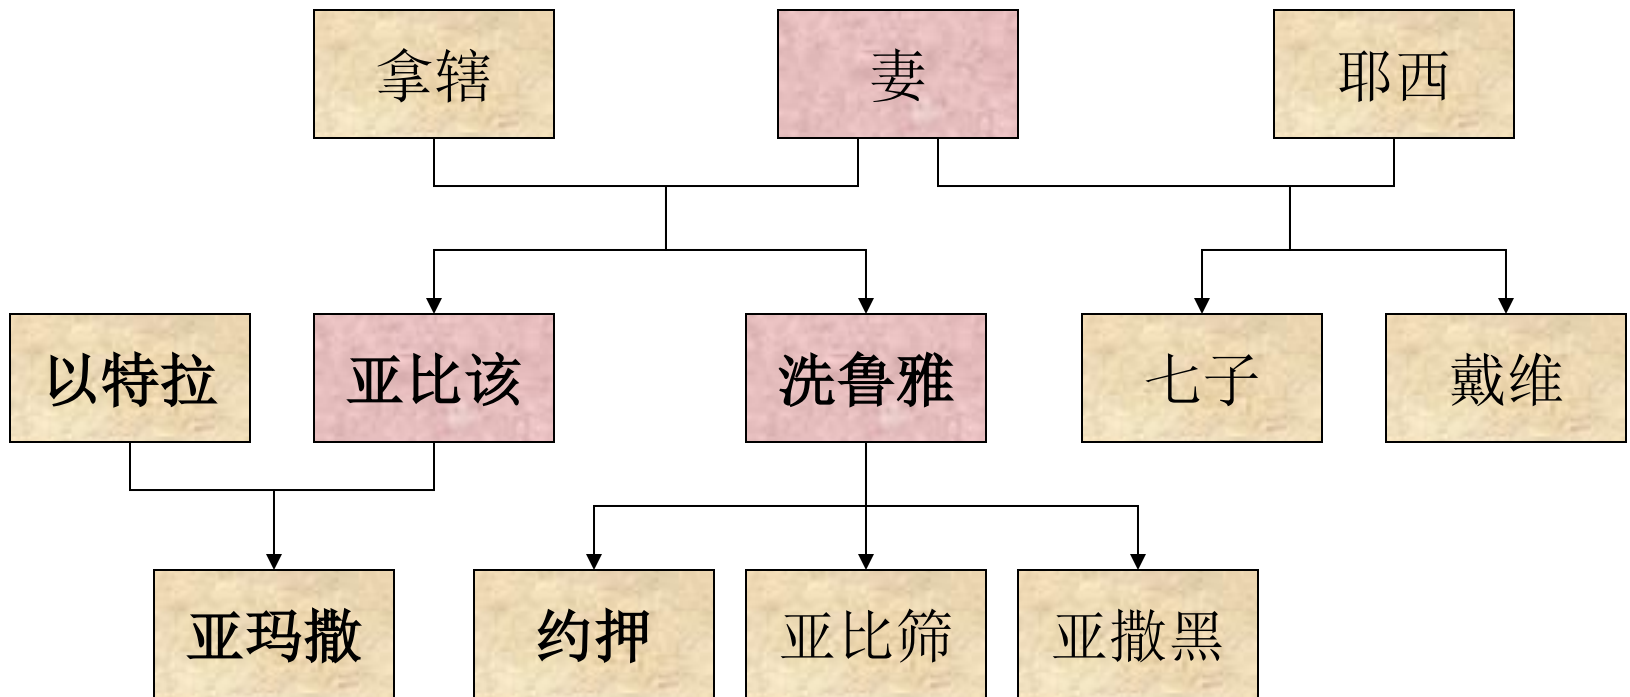 拿辖
妻
耶西
以特拉
亚比该
洗鲁雅
七子
戴维
亚玛撒
约押
亚比筛
亚撒黑